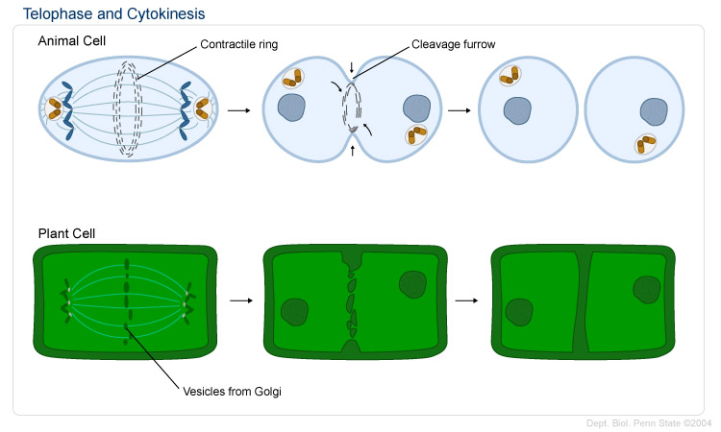 Telophase and Cytokinesis
Animal Cell
Contractile ring
Cleavage furrow
Plant Cell
Vesicles from Golgi
Dept. Biol. Penn State ©2004